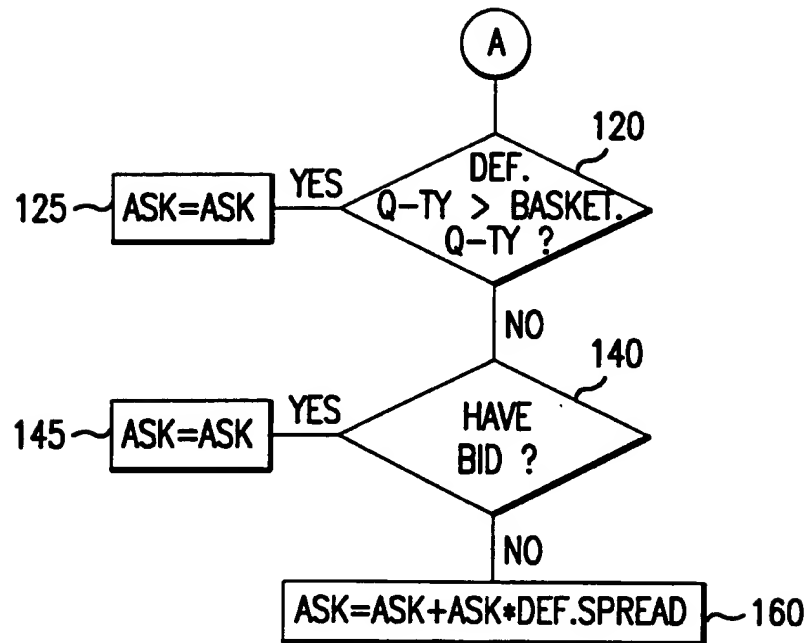 A
120
DEF.
Q-TY > BASKET.
Q-TY ?
YES
125
ASK=ASK
NO
140
HAVE
BID ?
YES
145
ASK=ASK
NO
ASK=ASK+ASK*DEF.SPREAD
160